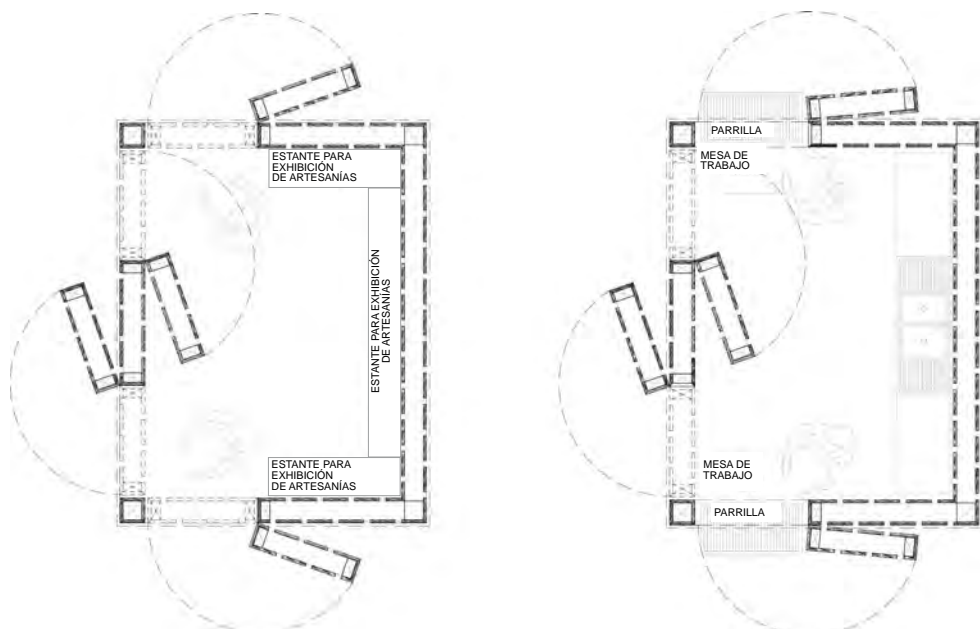 ESTANTE PARA
EXHIBICIÓN
DE ARTESANÍAS
ESTANTE PARA EXHIBICIÓN
DE ARTESANÍAS
ESTANTE PARA
EXHIBICIÓN
DE ARTESANÍAS
PARRILLA
MESA DE
TRABAJO
MESA DE
TRABAJO
PARRILLA